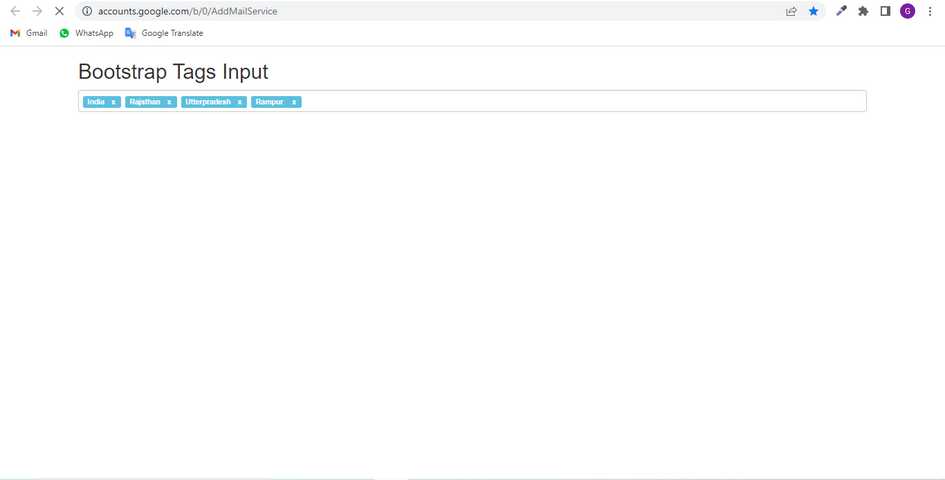 accounts.google.com/b/0/AddMailService
G
Gmail WhatsApp Google Translate
Bootstrap Tags Input
India x Rajsthan x Utterpradesh x Rampur x